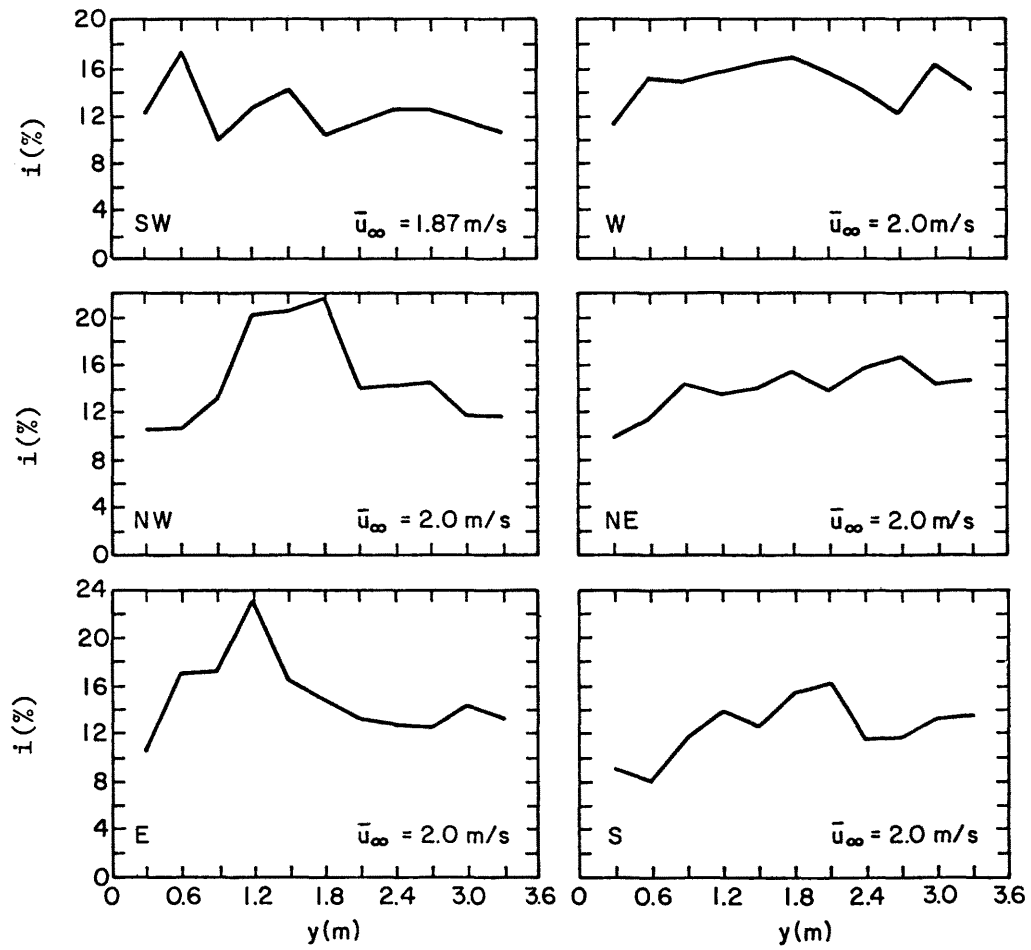 20
16
12
8
4
0
i(%)
SW
ū∞ = 1.87 m/s
W
ū∞ = 2.0 m/s
20
16
12
8
4
0
i(%)
NW
ū∞ = 2.0 m/s
NE
ū∞ = 2.0 m/s
24
20
16
12
8
4
0
i(%)
E
ū∞ = 2.0 m/s
S
ū∞ = 2.0 m/s
0 0.6 1.2 1.8 2.4 3.0 3.6
y(m)
0 0.6 1.2 1.8 2.4 3.0 3.6
y(m)